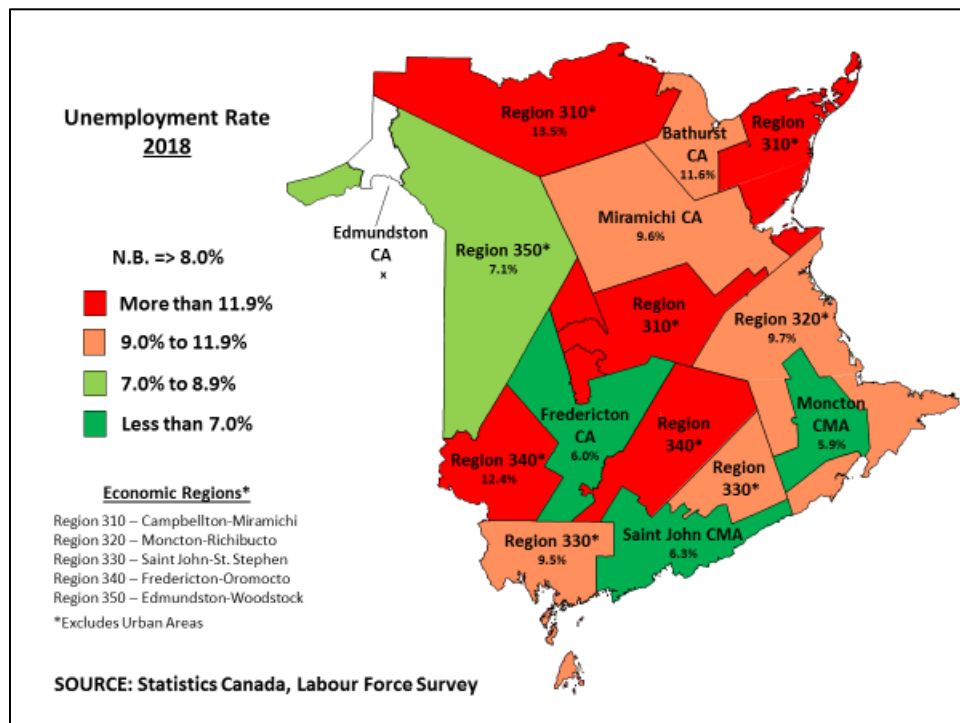 Unemployment Rate
2018
N.B. => 8.0%
More than 11.9%
9.0% to 11.9%
7.0% to 8.9%
Less than 7.0%
Economic Regions*
Region 310 – Campbellton-Miramichi
Region 320 – Moncton-Richibucto
Region 330 – Saint John-St. Stephen
Region 340 – Fredericton-Oromocto
Region 350 – Edmundston-Woodstock
*Excludes Urban Areas
SOURCE: Statistics Canada, Labour Force Survey
Region 310*
13.5%
Bathurst
CA
11.6%
Region
310*
Miramichi CA
9.6%
Edmundston
CA
x
Region 350*
7.1%
Region
310*
Region 320*
9.7%
Fredericton
CA
6.0%
Moncton
CMA
5.9%
Region
340*
Region 340*
12.4%
Region
330*
Saint John CMA
6.3%
Region 330*
9.5%